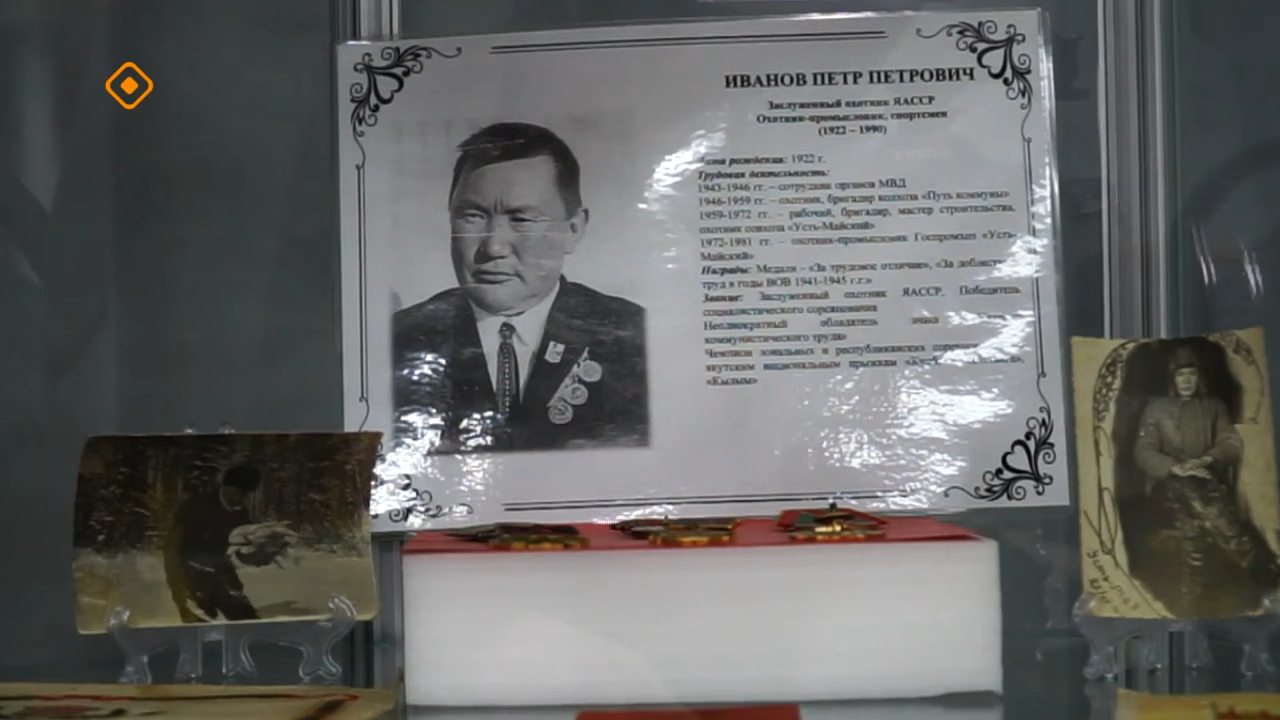 ИВАНОВ ПЕТР ПЕТРОВИЧ
Заслуженный охотник ЯАССР
Охотник-промысловик, спортсмен
(1922 – 1990)
Дата рождения: 1922 г.
Трудовая деятельность:
1943-1946 гг. – сотрудник органов МВД
1946-1959 гг. – охотник, бригадир колхоза «Путь коммуны»
1959-1972 гг. – рабочий, бригадир, мастер строительства,
охотник совхоза «Усть-Майский»
1972-1981 гг. – охотник-промысловик Госпромхоз «Усть-
Майский»
Награды: Медали - «За трудовое отличие», «За доблестный
труд в годы ВОВ 1941-1945 г.г.»
Звание: Заслуженный охотник ЯАССР. Победитель
социалистического соревнования
Неоднократный обладатель знака
коммунистического труда»
Чемпион зональных и республиканских
якутским национальным прыжкам
«Кылыы»